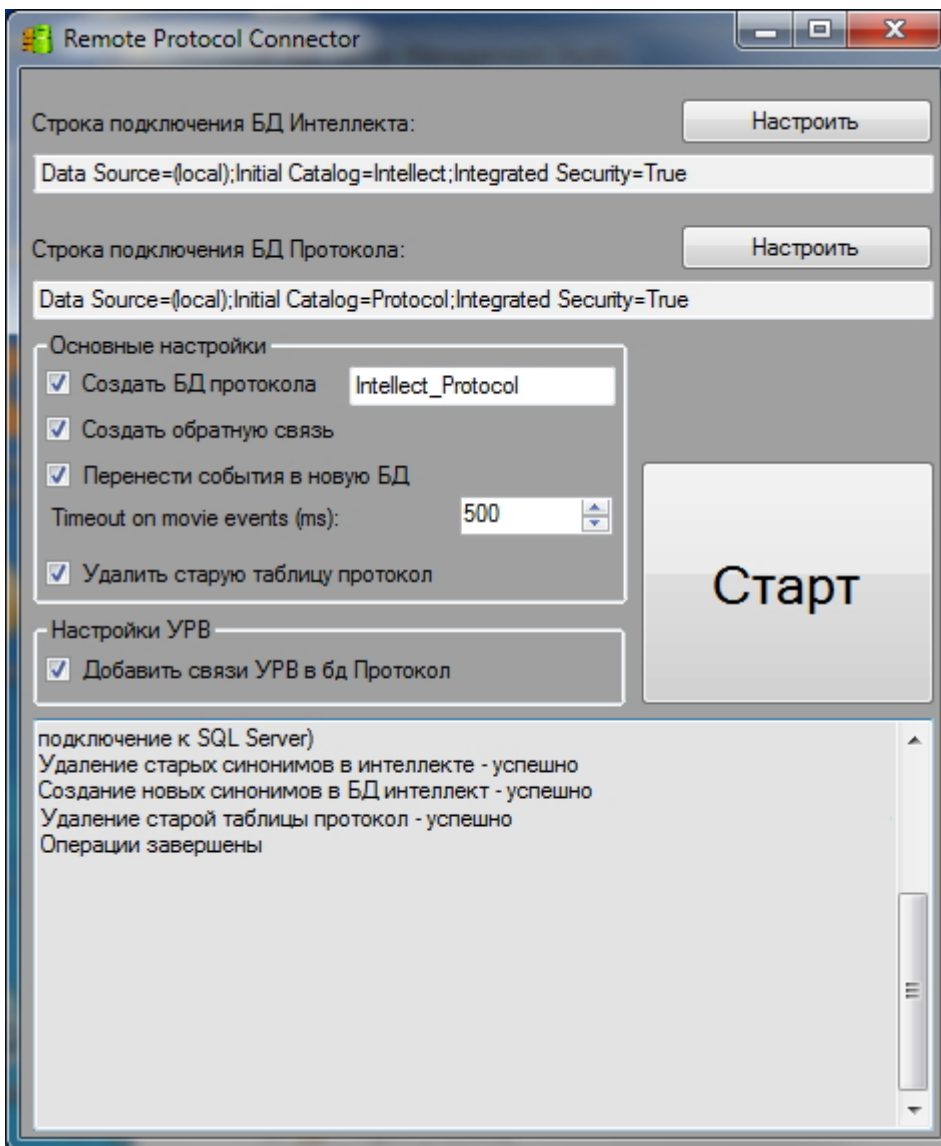 Remote Protocol Connector
Строка подключения БД Интеллекта:
Настроить
Data Source=(local);Initial Catalog=Intellect;Integrated Security=True
Строка подключения БД Протокола:
Настроить
Data Source=(local);Initial Catalog=Protocol;Integrated Security=True
Основные настройки
Создать БД протокола
Intellect_Protocol
Создать обратную связь
Перенести события в новую БД
Timeout on movie events (ms):
500
Удалить старую таблицу протокол
Старт
Настройки УРВ
Добавить связи УРВ в бд Протокол
подключение к SQL Server)
Удаление старых синонимов в интеллекте - успешно
Создание новых синонимов в БД интеллект - успешно
Удаление старой таблицы протокол - успешно
Операции завершены